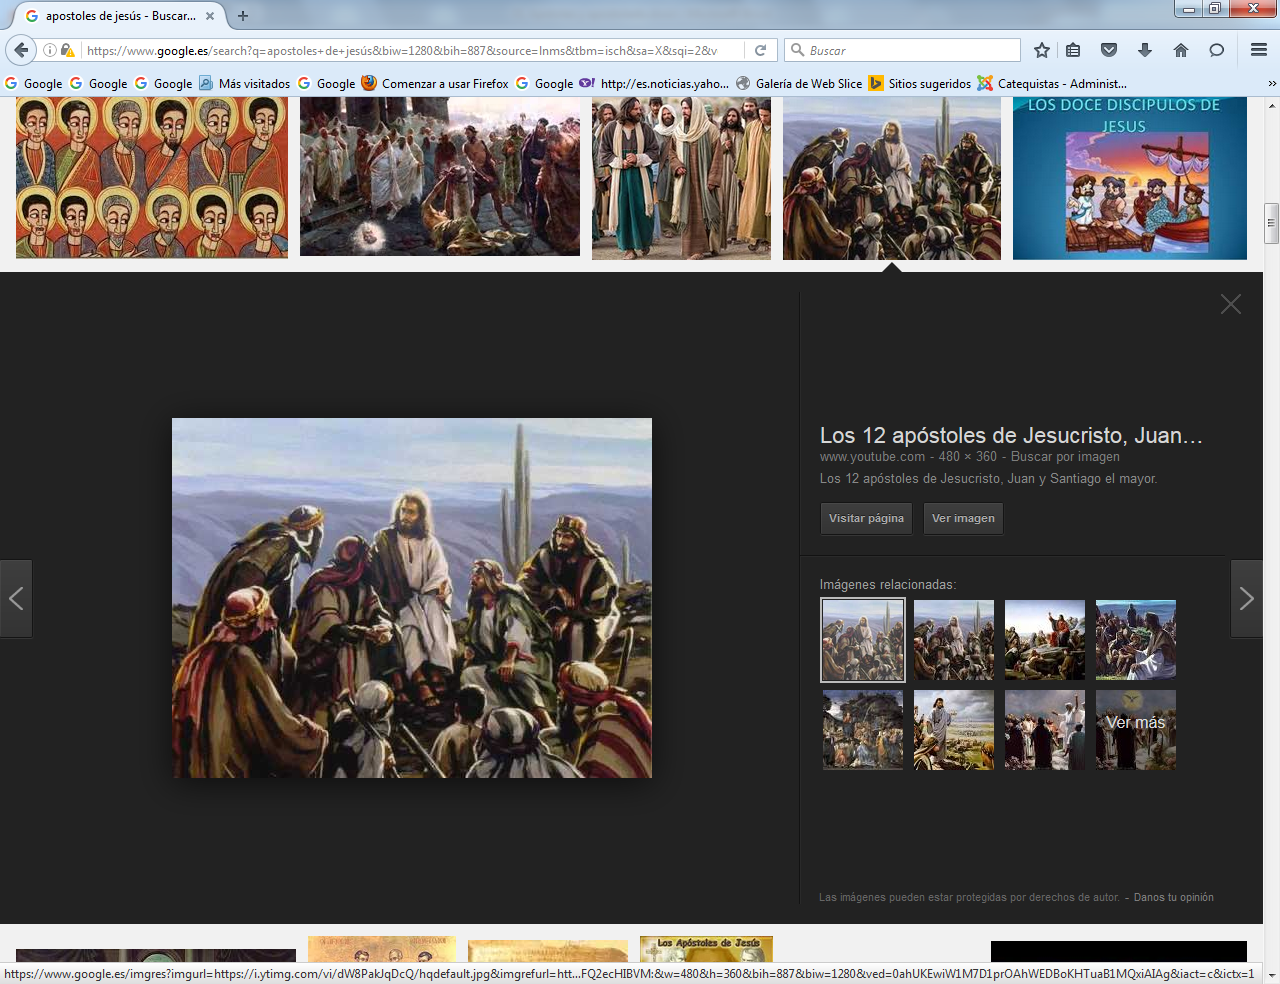 apostoles de jesús - Buscar...
https://www.google.es/search?q=apostoles+de+jesús&biw=1280&bih=887&source=lnms&tbm=isch&sa=X&sqi=2&v
Buscar
Google Google Google Más visitados Google Comenzar a usar Firefox Google http://es.noticias.yaho... Galería de Web Slice Sitios sugeridos Catequistas - Administ...
LOS DOCE DISCIPULOS DE
JESUS
Los 12 apóstoles de Jesucristo, Juan…
www.youtube.com - 480 × 360 - Buscar por imagen
Los 12 apóstoles de Jesucristo, Juan y Santiago el mayor.
Visitar página Ver imagen
Imágenes relacionadas:
Ver más
Las imágenes pueden estar protegidas por derechos de autor. - Danos tu opinión
Los Apóstoles de Jesús
https://www.google.es/imgres?imgurl=https://i.ytimg.com/vi/dW8PakJqDcQ/hqdefault.jpg&imgrefurl=htt...FQ2ecHIBVM:&w=480&h=360&bih=887&biw=1280&ved=0ahUKEwiW1M7D1prOAhWEDBoKHTuaB1MQxiAIAg&iact=c&ictx=1